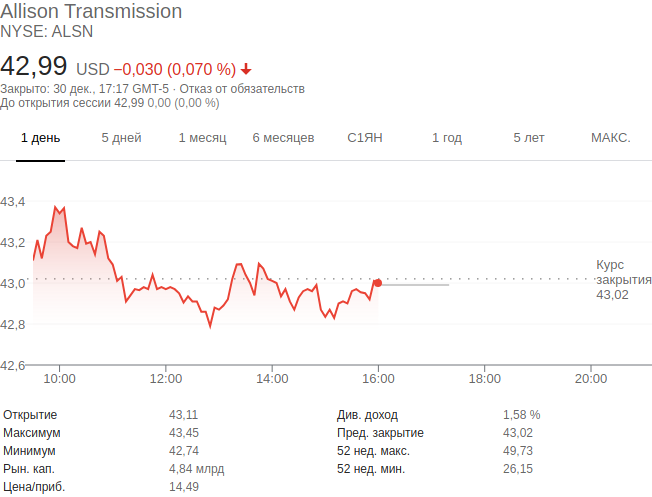 Allison Transmission
NYSE: ALSN
42,99 USD −0,030 (0,070 %)
Закрыто: 30 дек., 17:17 GMT-5 · Отказ от обязательств
До открытия сессии 42,99 0,00 (0,00 %)
1 день 5 дней 1 месяц 6 месяцев С1ЯН 1 год 5 лет МАКС.
43,4
43,2
43,0
42,8
42,6
Курс
закрытия
43,02
10:00 12:00 14:00 16:00 18:00 20:00
Открытие 43,11 Див. доход 1,58 %
Максимум 43,45 Пред. закрытие 43,02
Минимум 42,74 52 нед. макс. 49,73
Рын. кап. 4,84 млрд 52 нед. мин. 26,15
Цена/приб. 14,49